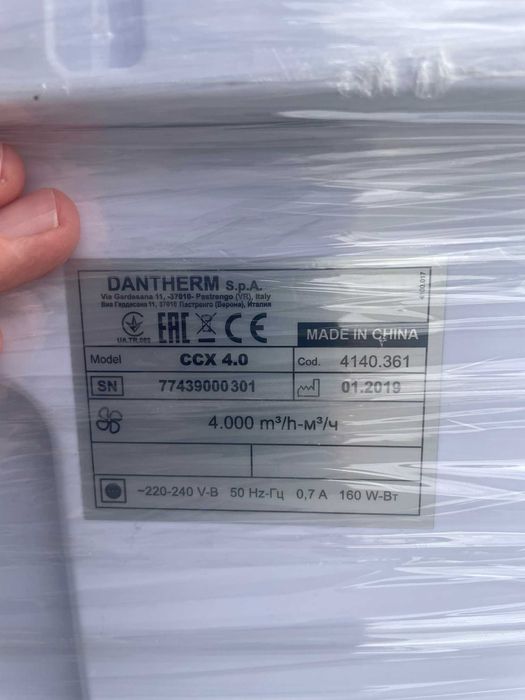 DANTHERM S.p.A.
Via Gardesana 11, -37010- Pastrengo (VR), Italy
Виа Гардесана 11, 37010 Пастренго (Верона), Италия
UA.TR.
EAC CE
MADE IN CHINA
Model CCX 4.0 Cod. 4140.361
SN 77439000301 01.2019
4.000 m³/h-м³/ч
~220-240 V-В 50 Hz-Гц 0,7 A 160 W-Вт